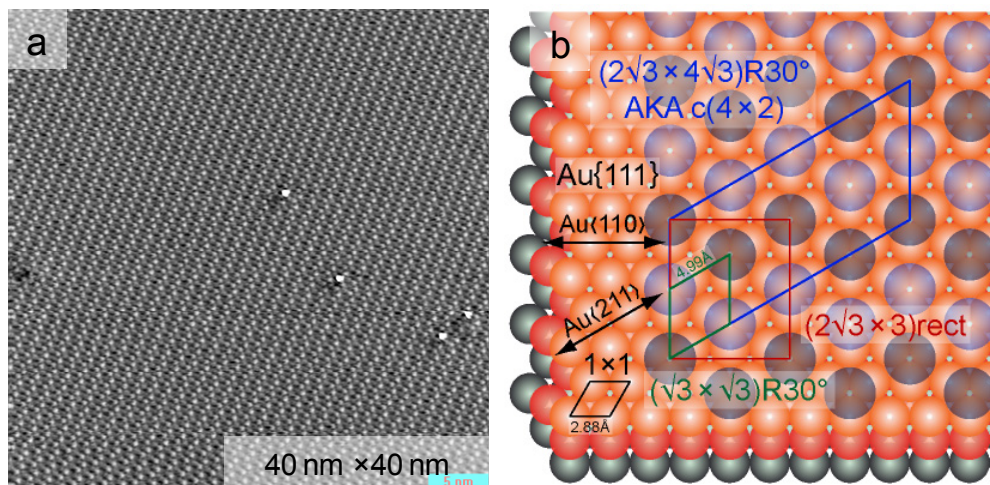 a
40 nm ×40 nm
5 nm
b
(2√3 × 4√3)R30°
AKA c(4 × 2)
Au{111}
Au⟨110⟩
4.99Å
Au⟨211⟩
(2√3 × 3)rect
1×1
(√3 × √3)R30°
2.88Å